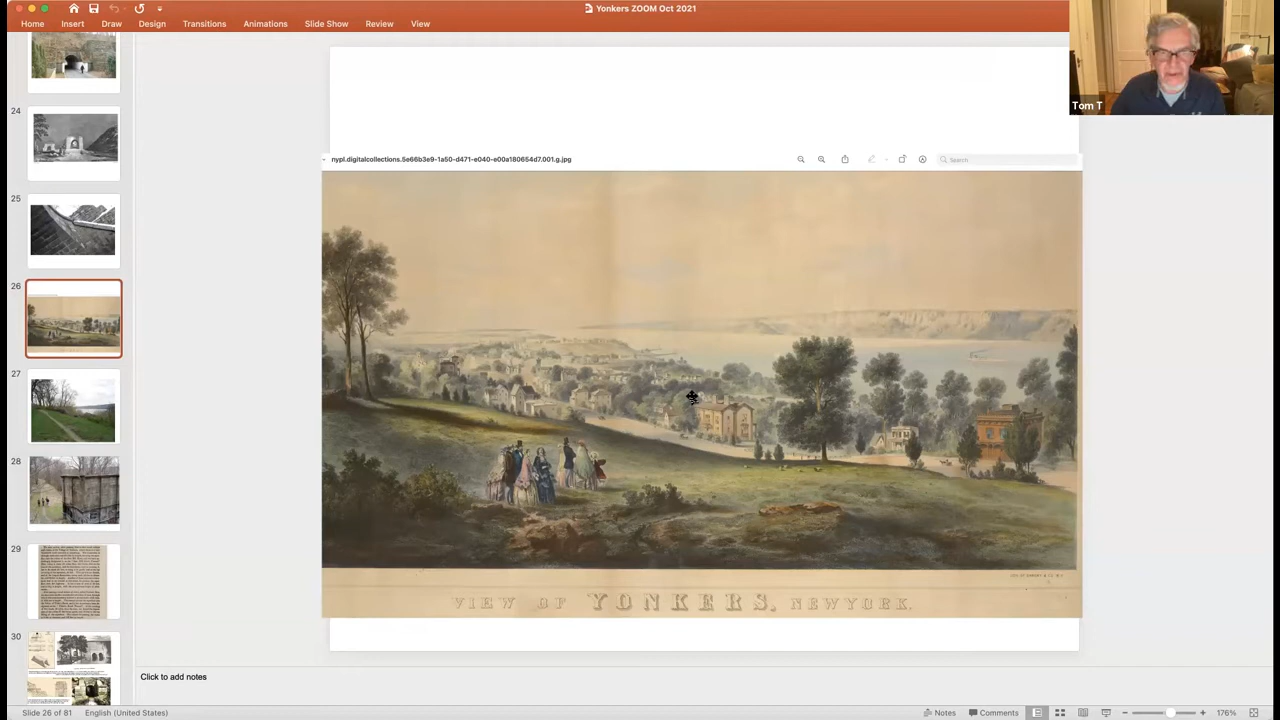 Yonkers ZOOM Oct 2021
Home Insert Draw Design Transitions Animations Slide Show Review View
Tom T
nypl.digitalcollections.5e66b3e9-1a50-d471-e040-e00a180654d7.001.g.jpg
Search
24
25
26
27
28
29
30
VIEW OF YONKERS, NEWYORK
Click to add notes
Slide 26 of 81 English (United States) Notes Comments 176%